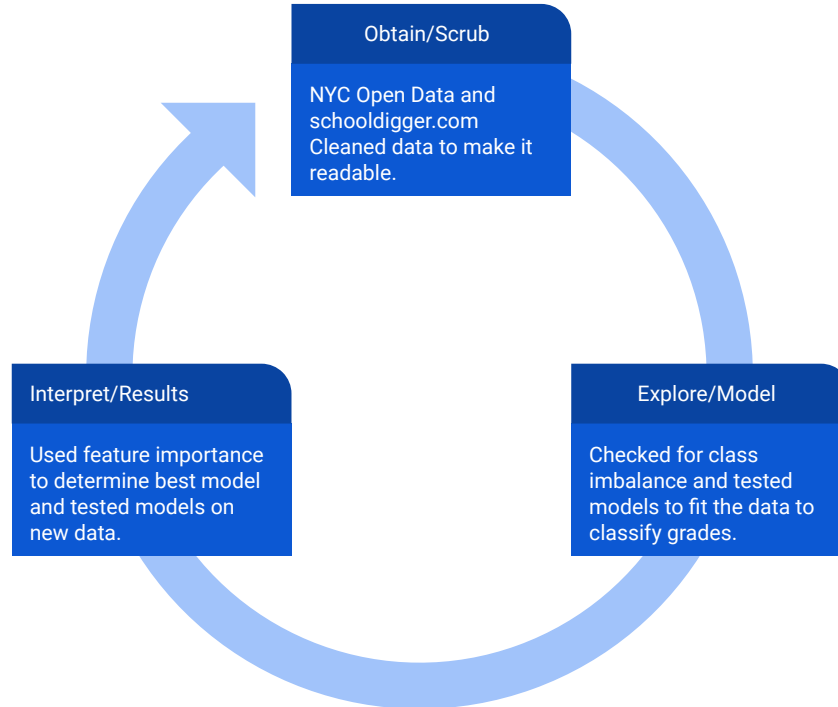 Obtain/Scrub
NYC Open Data and
schooldigger.com
Cleaned data to make it
readable.
Explore/Model
Checked for class
imbalance and tested
models to fit the data to
classify grades.
Interpret/Results
Used feature importance
to determine best model
and tested models on
new data.